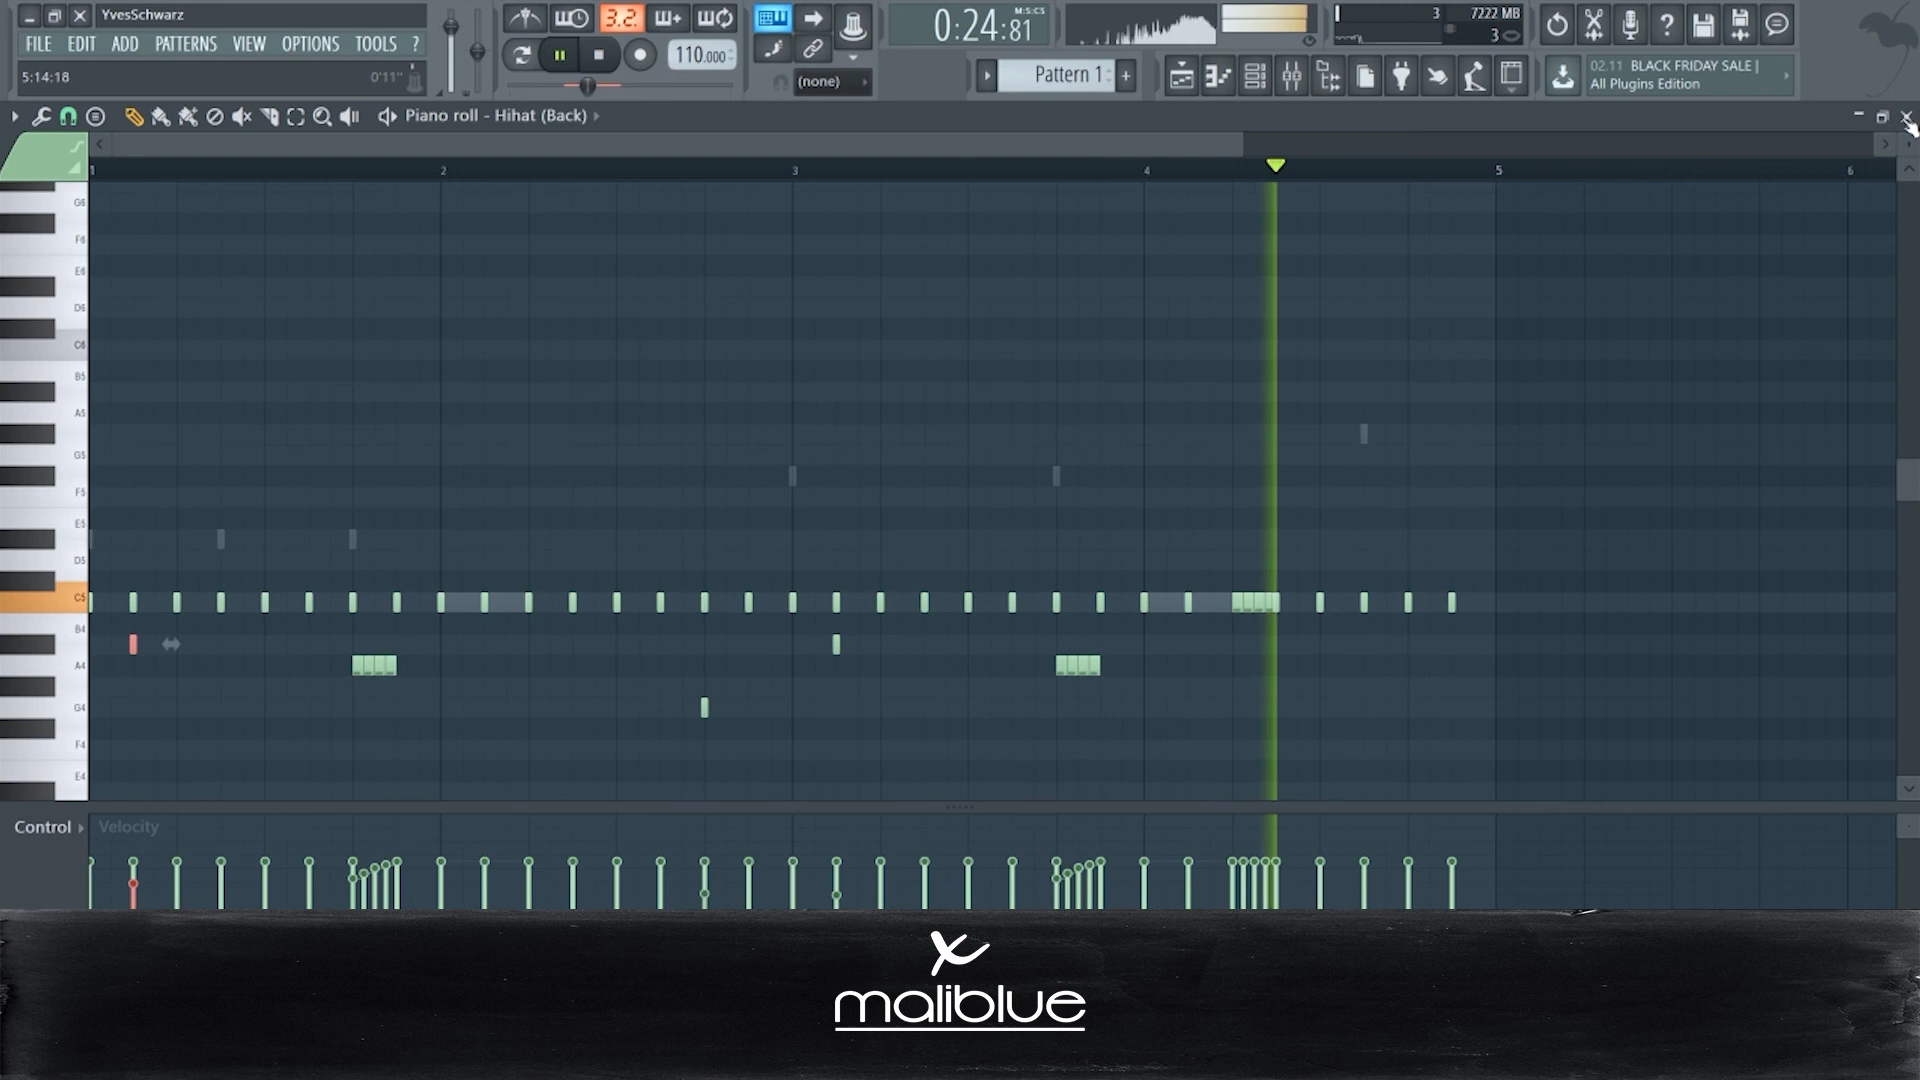 YvesSchwarz
FILE EDIT ADD PATTERNS VIEW OPTIONS TOOLS ?
5:14:18 0'11"
3.2.
110.000
(none)
0:24:81
M:S:CS
3 7222 MB
3
Pattern 1
02.11 BLACK FRIDAY SALE |
All Plugins Edition
Piano roll - Hihat (Back)
1 2 3 4 5 6
G6
F6
E6
D6
C6
B5
A5
G5
F5
E5
D5
C5
B4
A4
G4
F4
E4
Control Velocity
maliblue